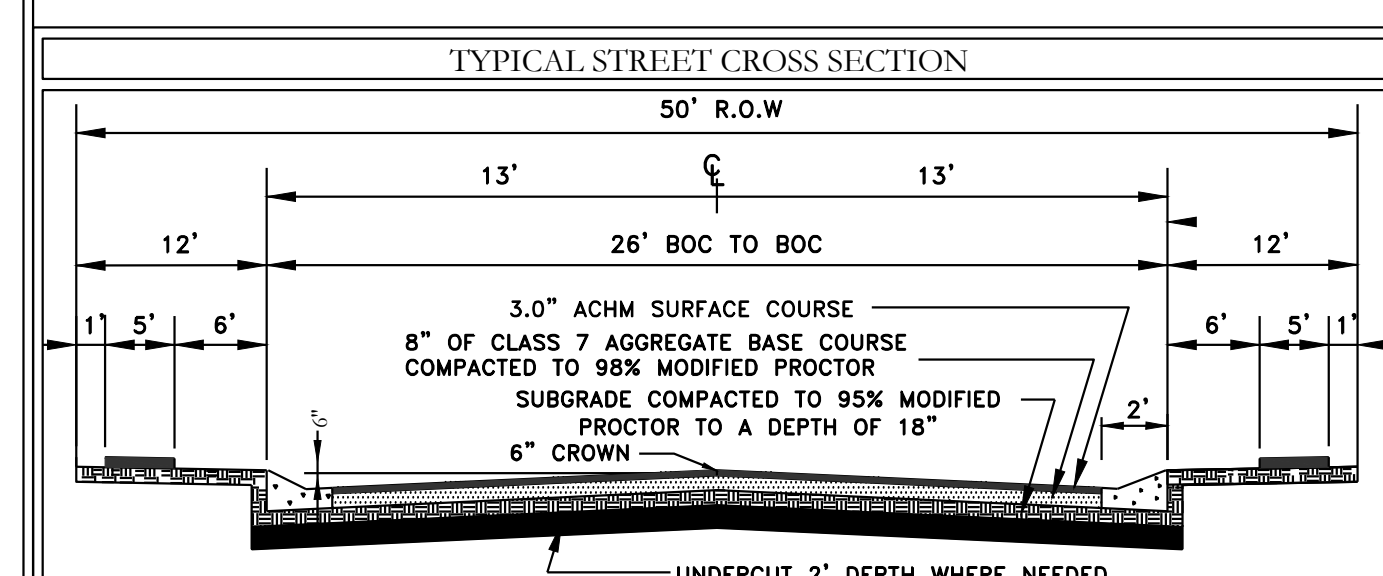 TYPICAL STREET CROSS SECTION
50' R.O.W
13' ℄ 13'
12' 26' BOC TO BOC 12'
3.0" ACHM SURFACE COURSE
1' 5' 6' 6' 5' 1'
8" OF CLASS 7 AGGREGATE BASE COURSE
COMPACTED TO 98% MODIFIED PROCTOR
SUBGRADE COMPACTED TO 95% MODIFIED
PROCTOR TO A DEPTH OF 18"
2'
6"
6" CROWN
UNDERCUT 2' DEPTH WHERE NEEDED